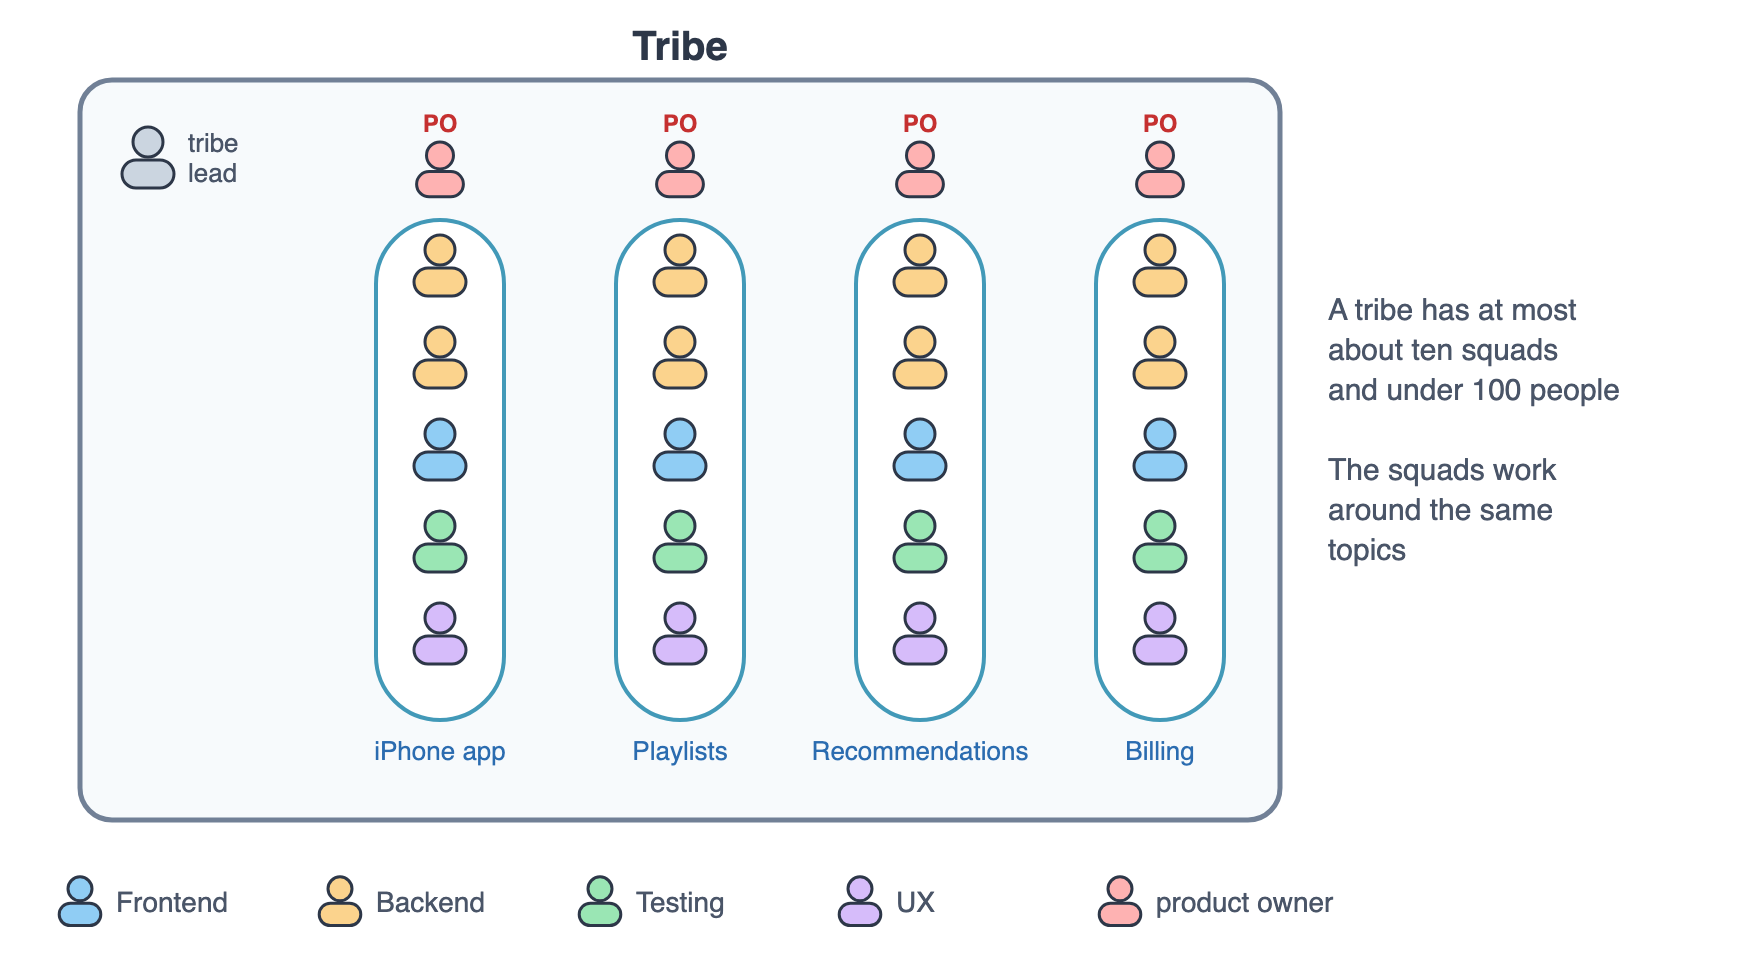 Tribe
tribe
lead
PO
PO
PO
PO
iPhone app
Playlists
Recommendations
Billing
A tribe has at most
about ten squads
and under 100 people
The squads work
around the same
topics
Frontend
Backend
Testing
UX
product owner